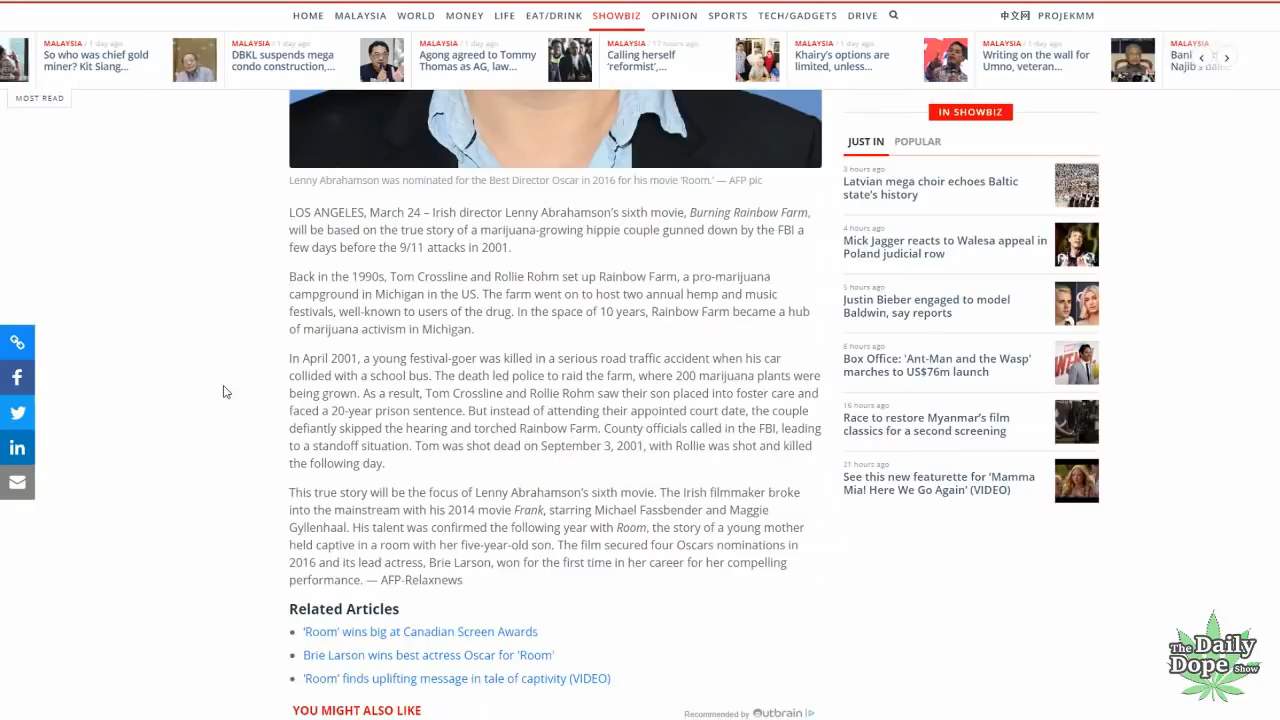 HOME MALAYSIA WORLD MONEY LIFE EAT/DRINK SHOWBIZ OPINION SPORTS TECH/GADGETS DRIVE 中文网 PROJEKMM
MALAYSIA / 1 day ago
So who was chief gold
miner? Kit Siang...
MALAYSIA / 1 day ago
DBKL suspends mega
condo construction,...
MALAYSIA / 1 day ago
Agong agreed to Tommy
Thomas as AG, law...
MALAYSIA / 17 hours ago
Calling herself
‘reformist’,...
MALAYSIA / 1 day ago
Khairy’s options are
limited, unless...
MALAYSIA / 1 day ago
Writing on the wall for
Umno, veteran...
MALAYSIA
MOST READ
Lenny Abrahamson was nominated for the Best Director Oscar in 2016 for his movie ‘Room.’ — AFP pic
LOS ANGELES, March 24 – Irish director Lenny Abrahamson’s sixth movie, Burning Rainbow Farm,
will be based on the true story of a marijuana-growing hippie couple gunned down by the FBI a
few days before the 9/11 attacks in 2001.
Back in the 1990s, Tom Crossline and Rollie Rohm set up Rainbow Farm, a pro-marijuana
campground in Michigan in the US. The farm went on to host two annual hemp and music
festivals, well-known to users of the drug. In the space of 10 years, Rainbow Farm became a hub
of marijuana activism in Michigan.
In April 2001, a young festival-goer was killed in a serious road traffic accident when his car
collided with a school bus. The death led police to raid the farm, where 200 marijuana plants were
being grown. As a result, Tom Crossline and Rollie Rohm saw their son placed into foster care and
faced a 20-year prison sentence. But instead of attending their appointed court date, the couple
defiantly skipped the hearing and torched Rainbow Farm. County officials called in the FBI, leading
to a standoff situation. Tom was shot dead on September 3, 2001, with Rollie was shot and killed
the following day.
This true story will be the focus of Lenny Abrahamson’s sixth movie. The Irish filmmaker broke
into the mainstream with his 2014 movie Frank, starring Michael Fassbender and Maggie
Gyllenhaal. His talent was confirmed the following year with Room, the story of a young mother
held captive in a room with her five-year-old son. The film secured four Oscars nominations in
2016 and its lead actress, Brie Larson, won for the first time in her career for her compelling
performance. — AFP-Relaxnews
Related Articles
‘Room’ wins big at Canadian Screen Awards
Brie Larson wins best actress Oscar for ‘Room’
‘Room’ finds uplifting message in tale of captivity (VIDEO)
YOU MIGHT ALSO LIKE
Recommended by Outbrain
IN SHOWBIZ
JUST IN POPULAR
3 hours ago
Latvian mega choir echoes Baltic
state's history
4 hours ago
Mick Jagger reacts to Walesa appeal in
Poland judicial row
5 hours ago
Justin Bieber engaged to model
Baldwin, say reports
8 hours ago
Box Office: 'Ant-Man and the Wasp'
marches to US$76m launch
16 hours ago
Race to restore Myanmar’s film
classics for a second screening
21 hours ago
See this new featurette for ‘Mamma
Mia! Here We Go Again’ (VIDEO)
The Daily
Dope Show